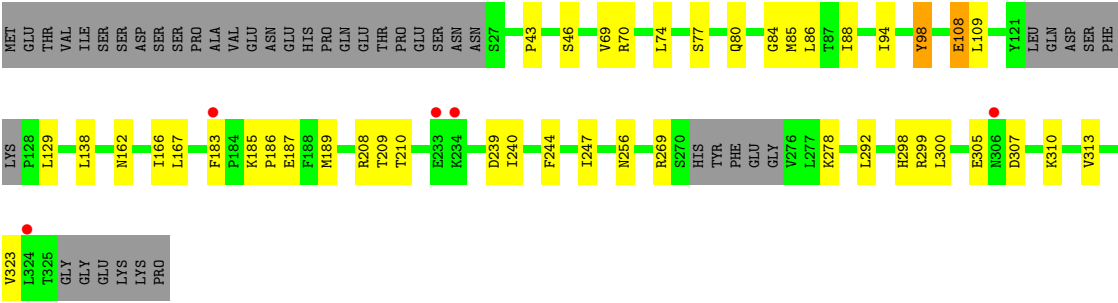 MET GLU THR VAL ILE SER SER ASP SER SER PRO ALA VAL GLU ASN GLU HIS PRO GLN GLU THR PRO GLU SER ASN ASN S27 P43 S46 V69 R70 L74 S77 Q80 G84 M85 L86 T87 I88 I94 Y98 E108 L109 Y121 LEU GLN ASP SER PHE
LYS P128 L129 L138 N162 I166 L167 F183 P184 K185 P186 E187 F188 M189 R208 T209 T210 E233 K234 D239 I240 F244 I247 N256 R269 S270 HIS TYR PHE GLU GLY V276 L277 K278 L292 H298 R299 L300 E305 N306 D307 K310 V313
V323 L324 T325 GLY GLY GLU LYS LYS PRO